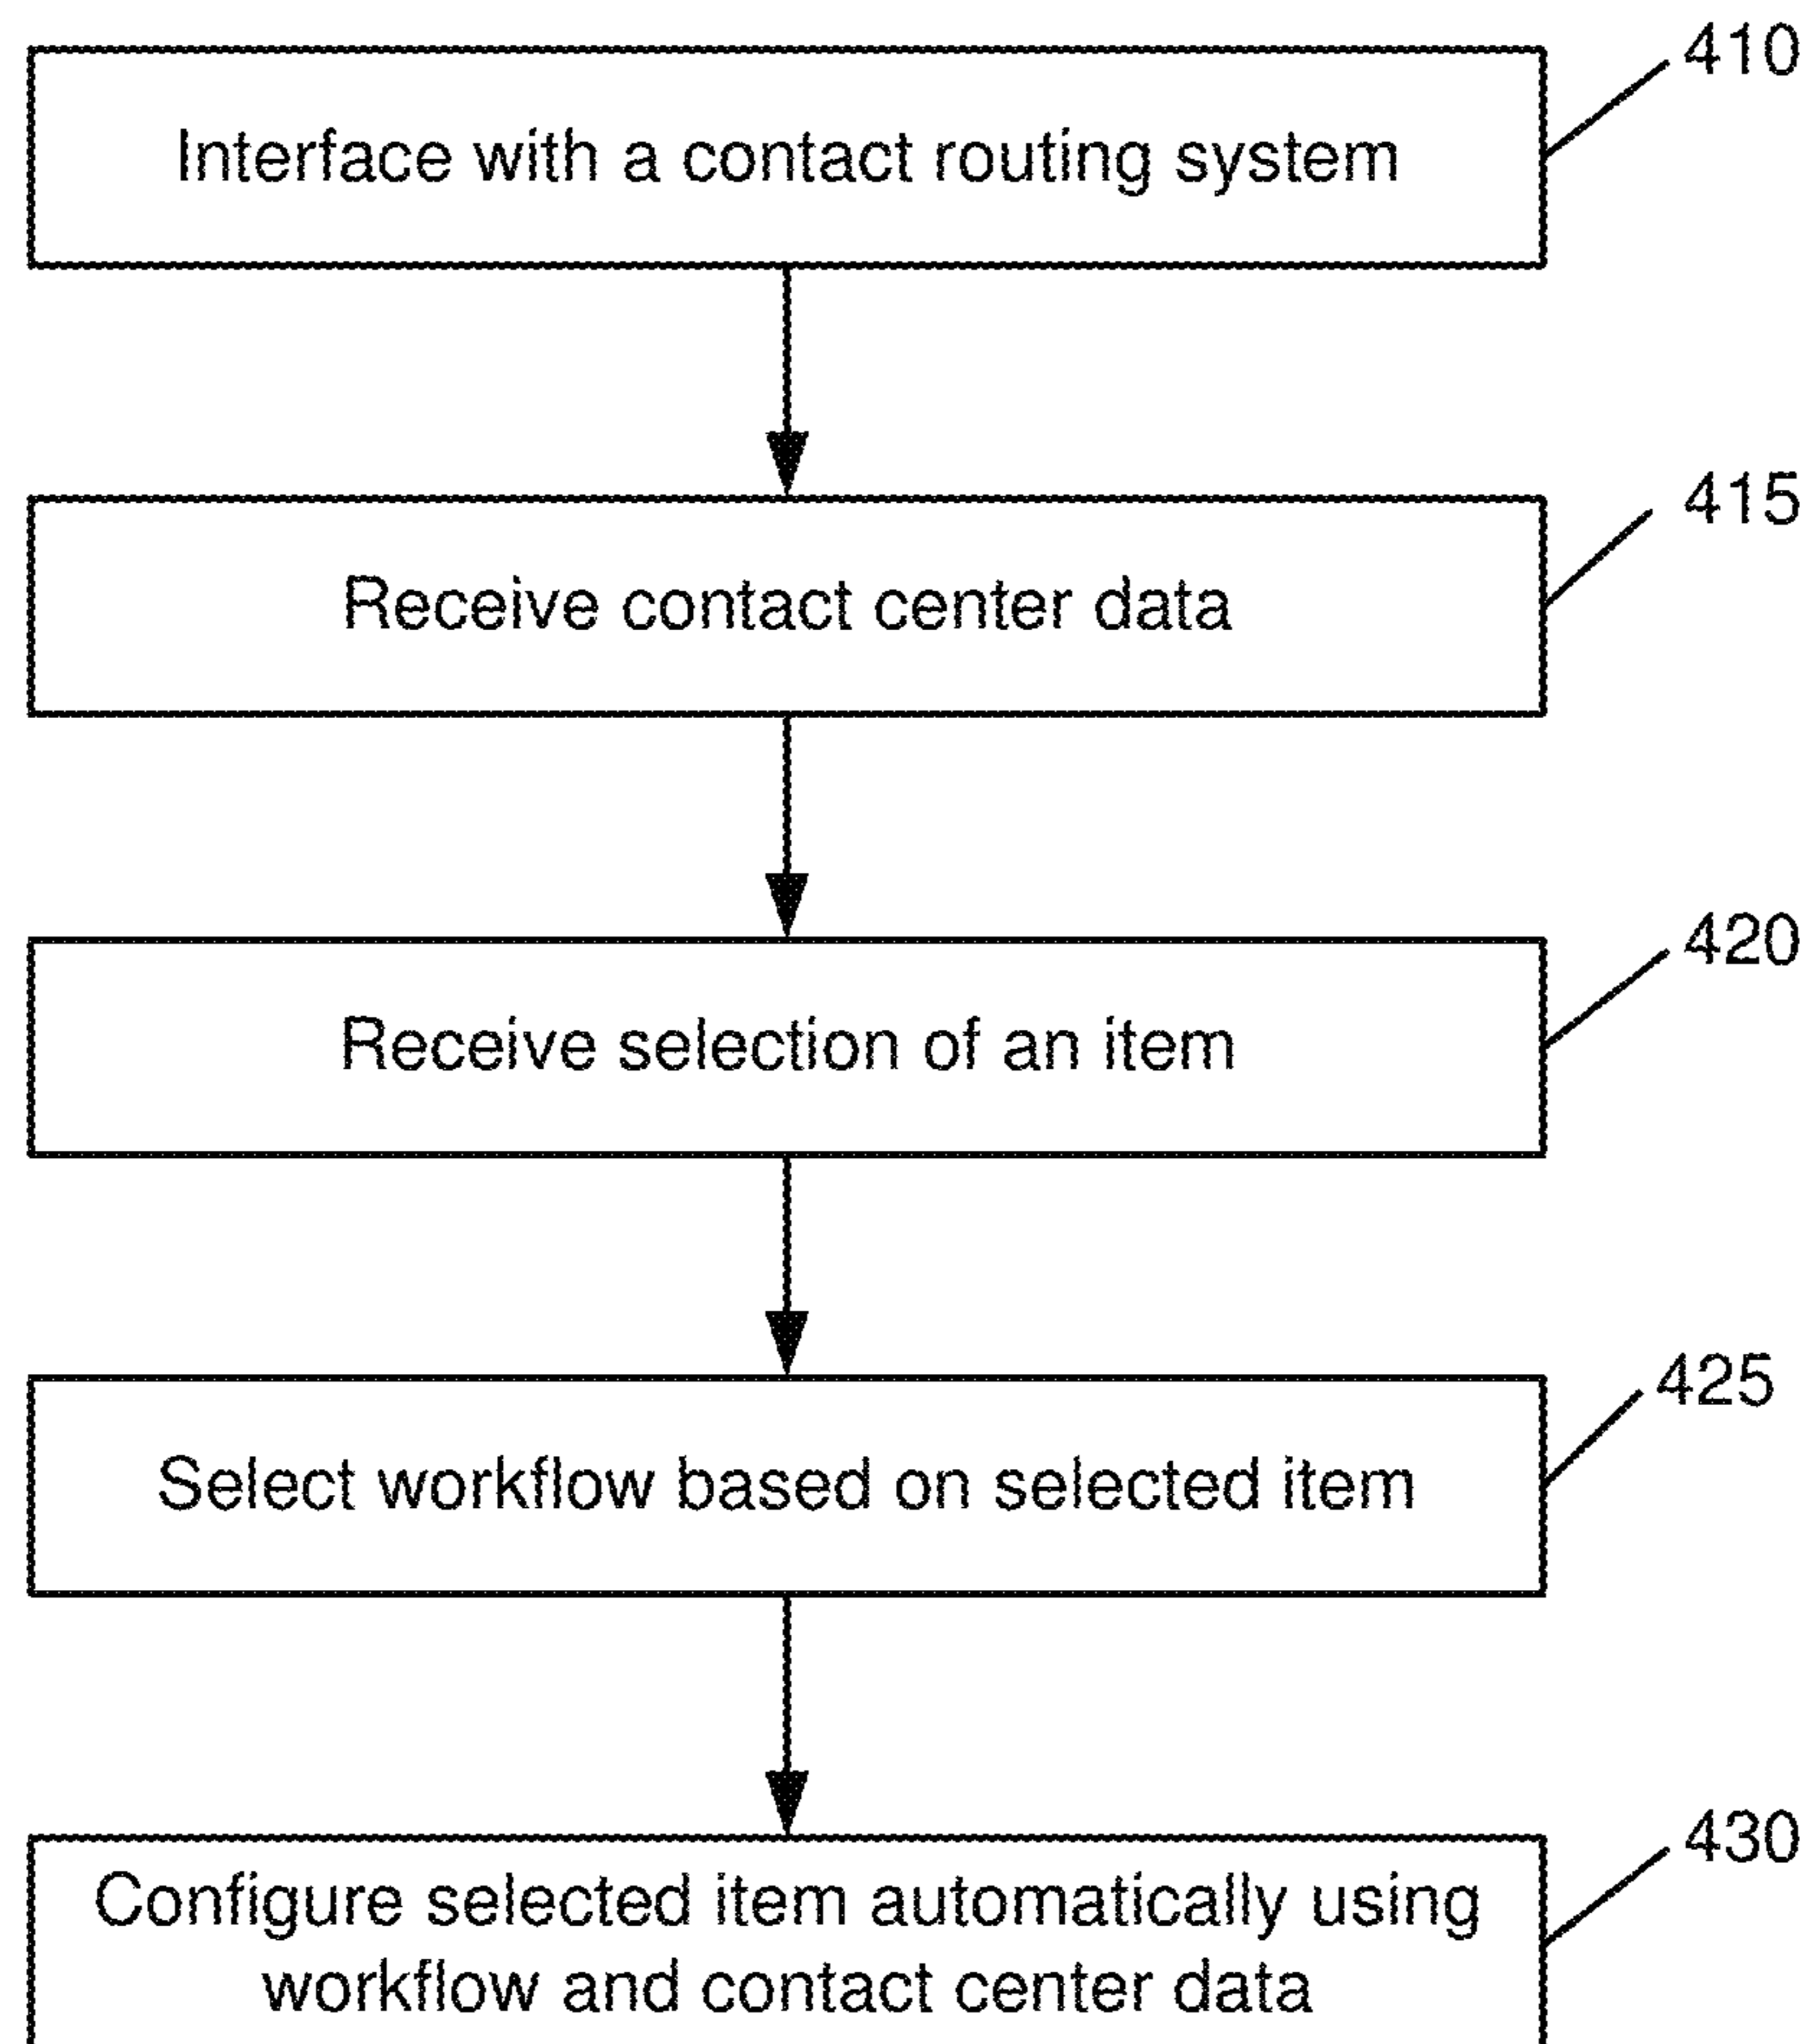 410
Interface with a contact routing system
415
Receive contact center data
420
Receive selection of an item
425
Select workflow based on selected item
430
Configure selected item automatically using
workflow and contact center data